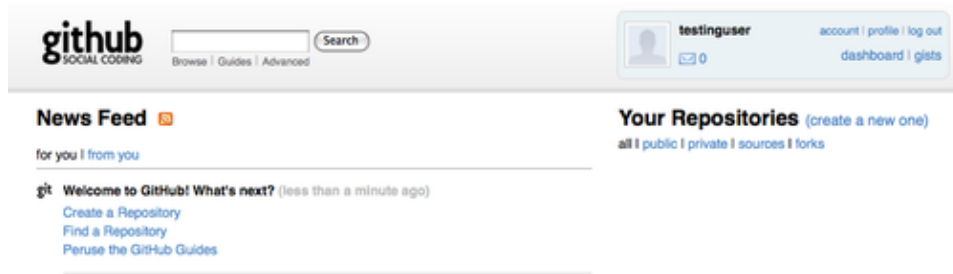 github
SOCIAL CODING
Search
Browse | Guides | Advanced
testinguser
account | profile | log out
0
dashboard | gists
News Feed
for you | from you
git Welcome to GitHub! What's next? (less than a minute ago)
Create a Repository
Find a Repository
Peruse the GitHub Guides
Your Repositories (create a new one)
all | public | private | sources | forks